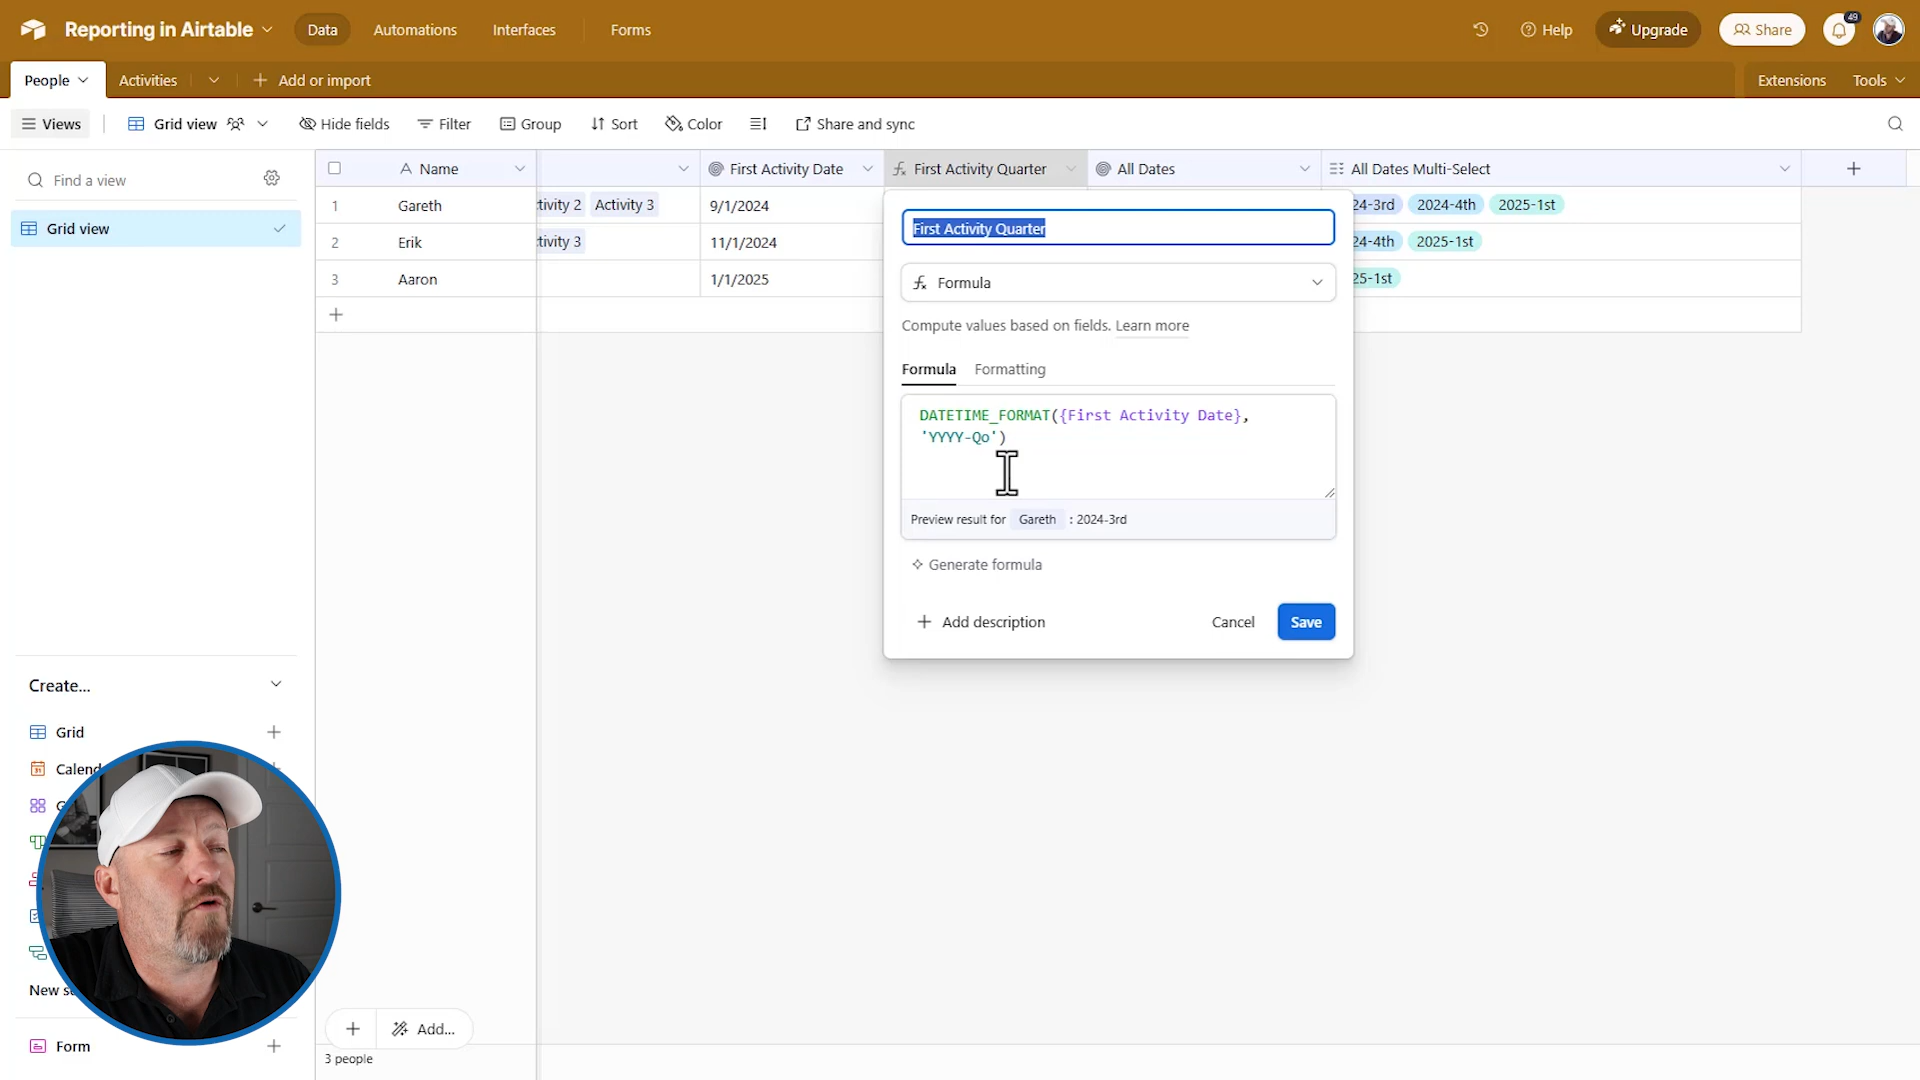 Reporting in Airtable
Data
Automations
Interfaces
Forms
Help
Upgrade
Share
49
People
Activities
Add or import
Extensions
Tools
Views
Grid view
Hide fields
Filter
Group
Sort
Color
Share and sync
Find a view
Grid view
Name
First Activity Date
First Activity Quarter
All Dates
All Dates Multi-Select
1 Gareth tivity 2 Activity 3 9/1/2024 24-3rd 2024-4th 2025-1st
2 Erik tivity 3 11/1/2024 24-4th 2025-1st
3 Aaron 1/1/2025 25-1st
First Activity Quarter
Formula
Compute values based on fields. Learn more
Formula Formatting
DATETIME_FORMAT({First Activity Date},
'YYYY-Qo')
Preview result for Gareth : 2024-3rd
Generate formula
Add description
Cancel
Save
Create...
Grid
Calend
G
New s
Form
Add...
3 people